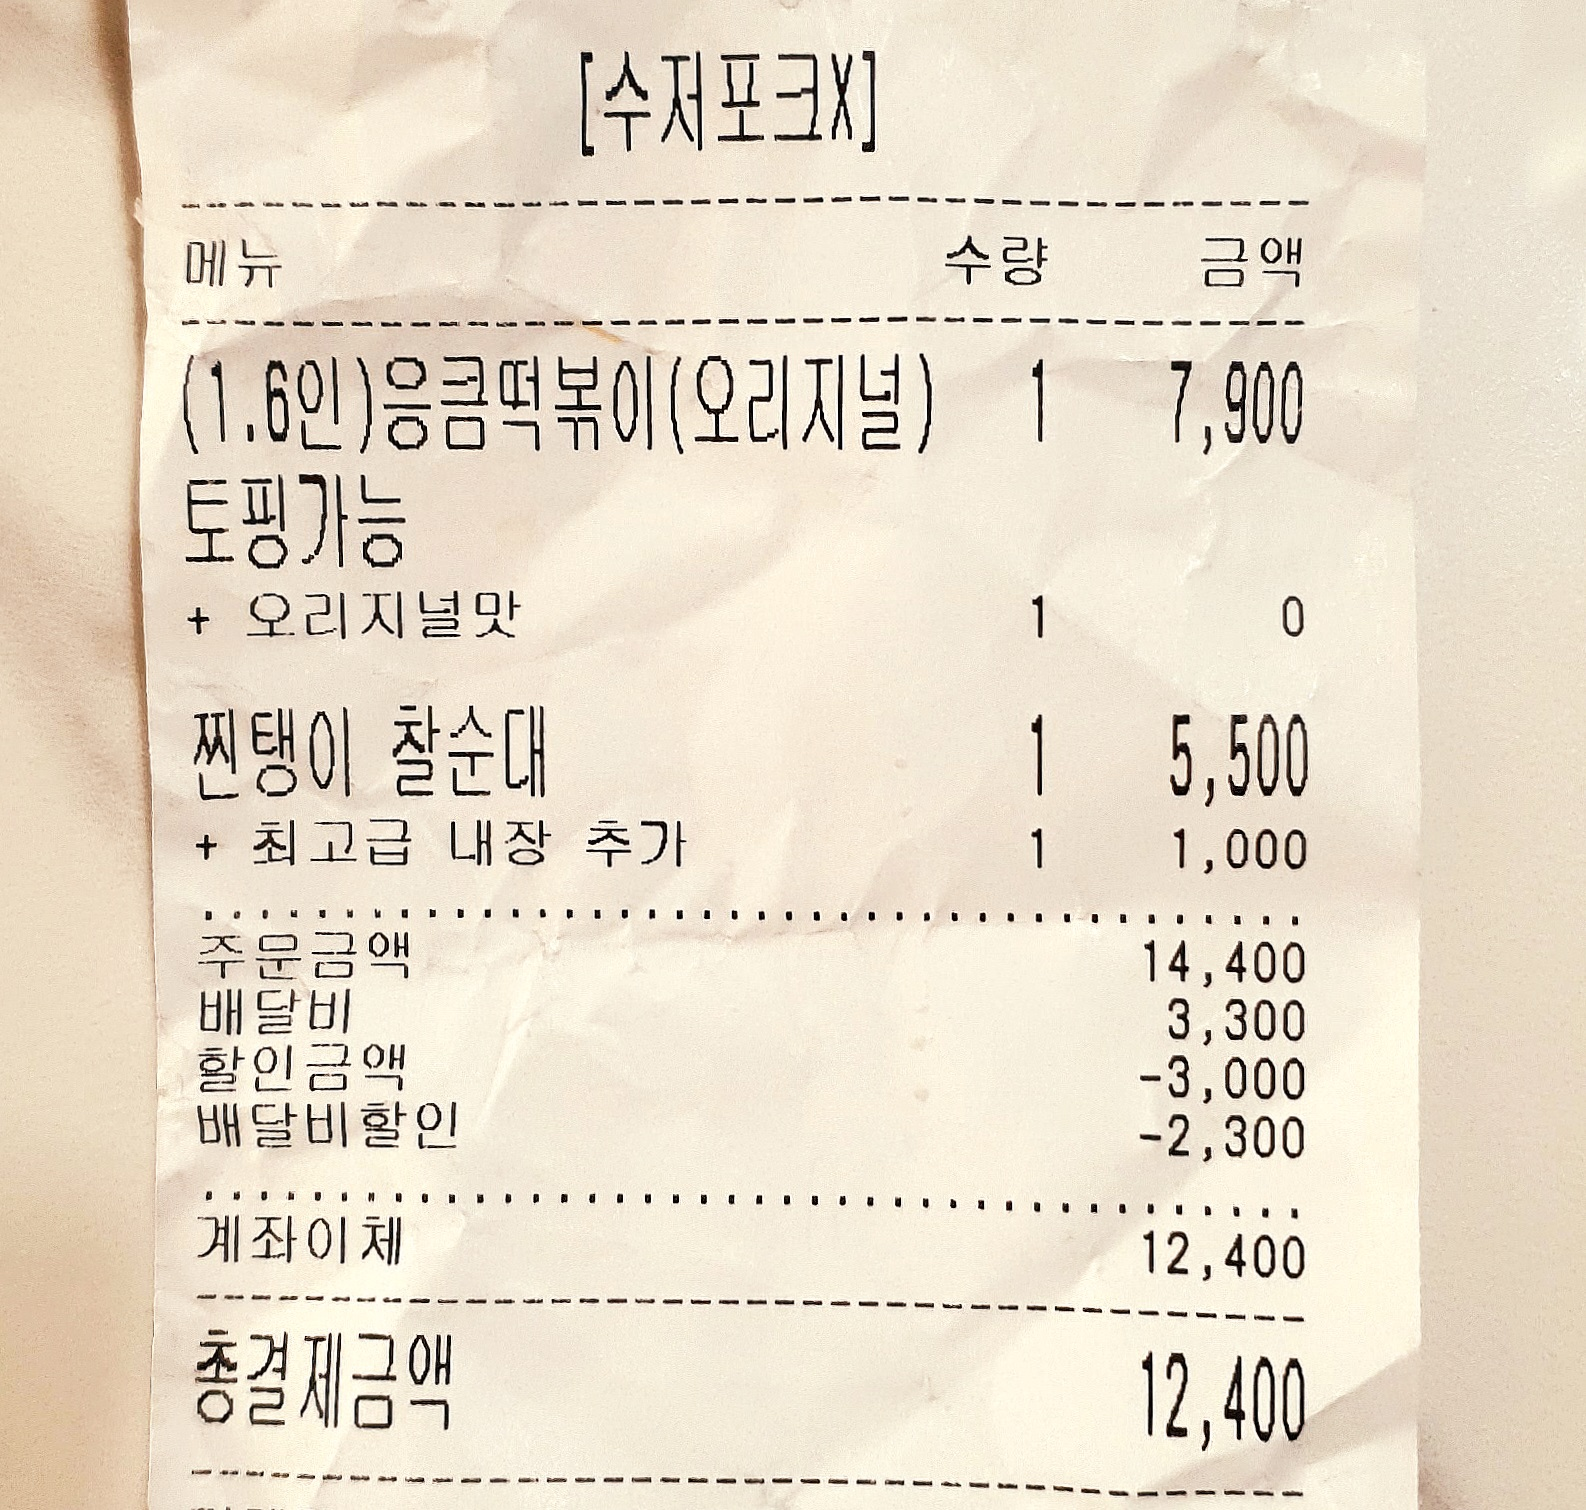 [수저포크X]
메뉴 수량 금액
(1.6인)응큼떡볶이(오리지널) 1 7,900
토핑가능
+ 오리지널맛 1 0
찐탱이 찰순대 1 5,500
+ 최고급 내장 추가 1 1,000
주문금액 14,400
배달비 3,300
할인금액 -3,000
배달비할인 -2,300
계좌이체 12,400
총결제금액 12,400